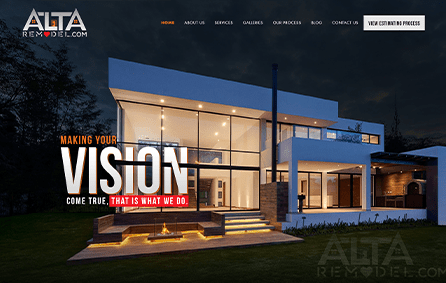 ALTA
REMODEL.COM
HOME ABOUT US SERVICES GALLERIES OUR PROCESS BLOG CONTACT US VIEW ESTIMATING PROCESS
MAKING YOUR
VISION
COME TRUE, THAT IS WHAT WE DO.
ALTA
REMODEL.COM